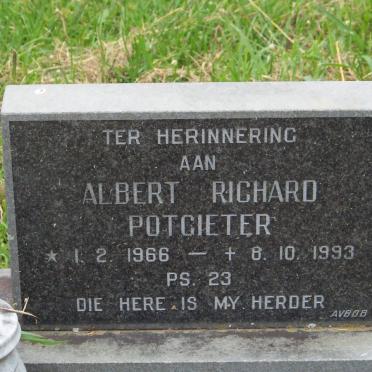 TER HERINNERING
AAN
ALBERT RICHARD
POTGIETER
★ 1. 2. 1966 — + 8. 10. 1993
PS. 23
DIE HERE IS MY HERDER
AVBOB